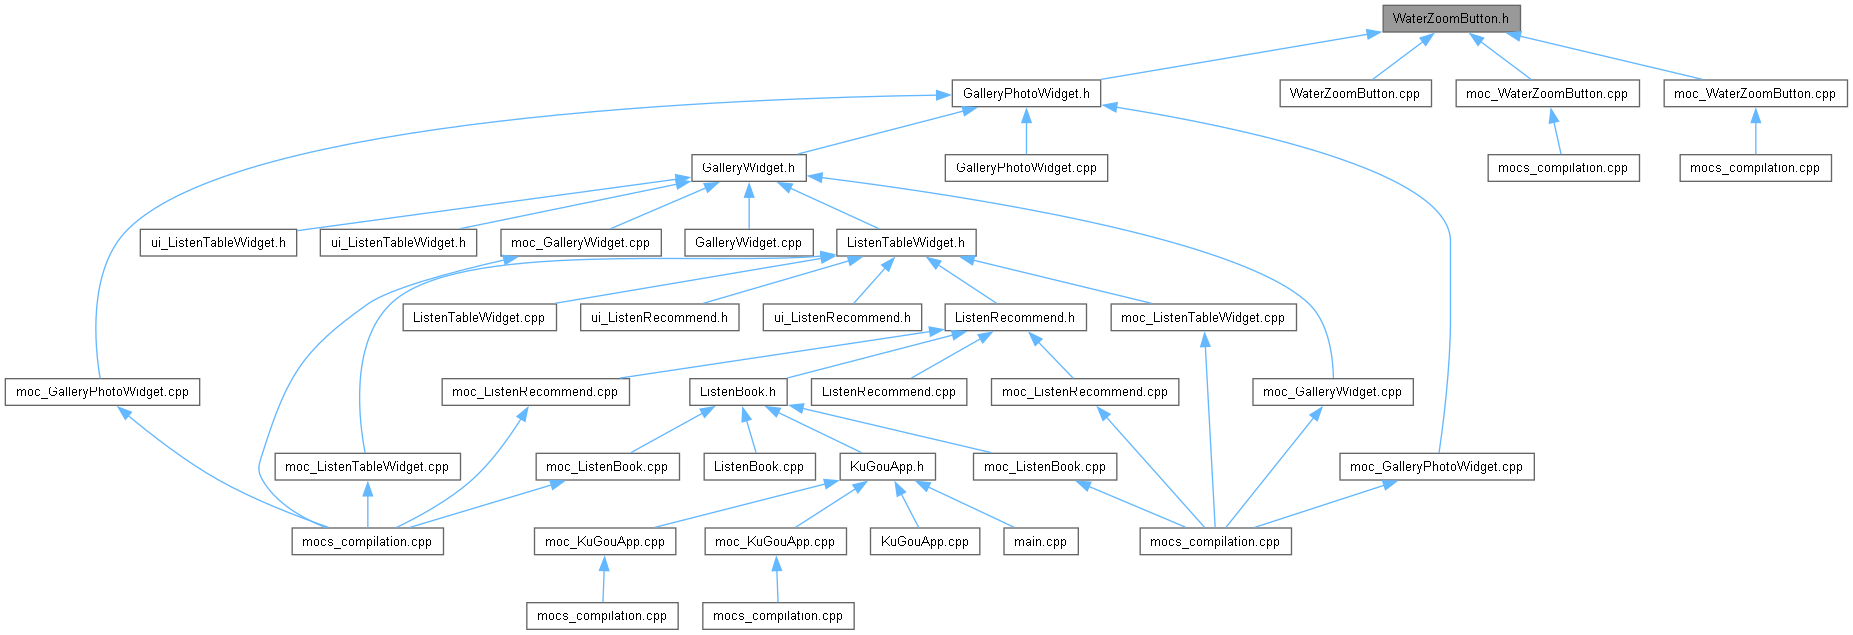 WaterZoomButton.h
GalleryPhotoWidget.h
WaterZoomButton.cpp
moc_WaterZoomButton.cpp
moc_WaterZoomButton.cpp
GalleryWidget.h
GalleryPhotoWidget.cpp
mocs_compilation.cpp
mocs_compilation.cpp
ui_ListenTableWidget.h
ui_ListenTableWidget.h
moc_GalleryWidget.cpp
GalleryWidget.cpp
ListenTableWidget.h
ListenTableWidget.cpp
ui_ListenRecommend.h
ui_ListenRecommend.h
ListenRecommend.h
moc_ListenTableWidget.cpp
moc_GalleryPhotoWidget.cpp
moc_ListenRecommend.cpp
ListenBook.h
ListenRecommend.cpp
moc_ListenRecommend.cpp
moc_GalleryWidget.cpp
moc_ListenTableWidget.cpp
moc_ListenBook.cpp
ListenBook.cpp
KuGouApp.h
moc_ListenBook.cpp
moc_GalleryPhotoWidget.cpp
mocs_compilation.cpp
moc_KuGouApp.cpp
moc_KuGouApp.cpp
KuGouApp.cpp
main.cpp
mocs_compilation.cpp
mocs_compilation.cpp
mocs_compilation.cpp